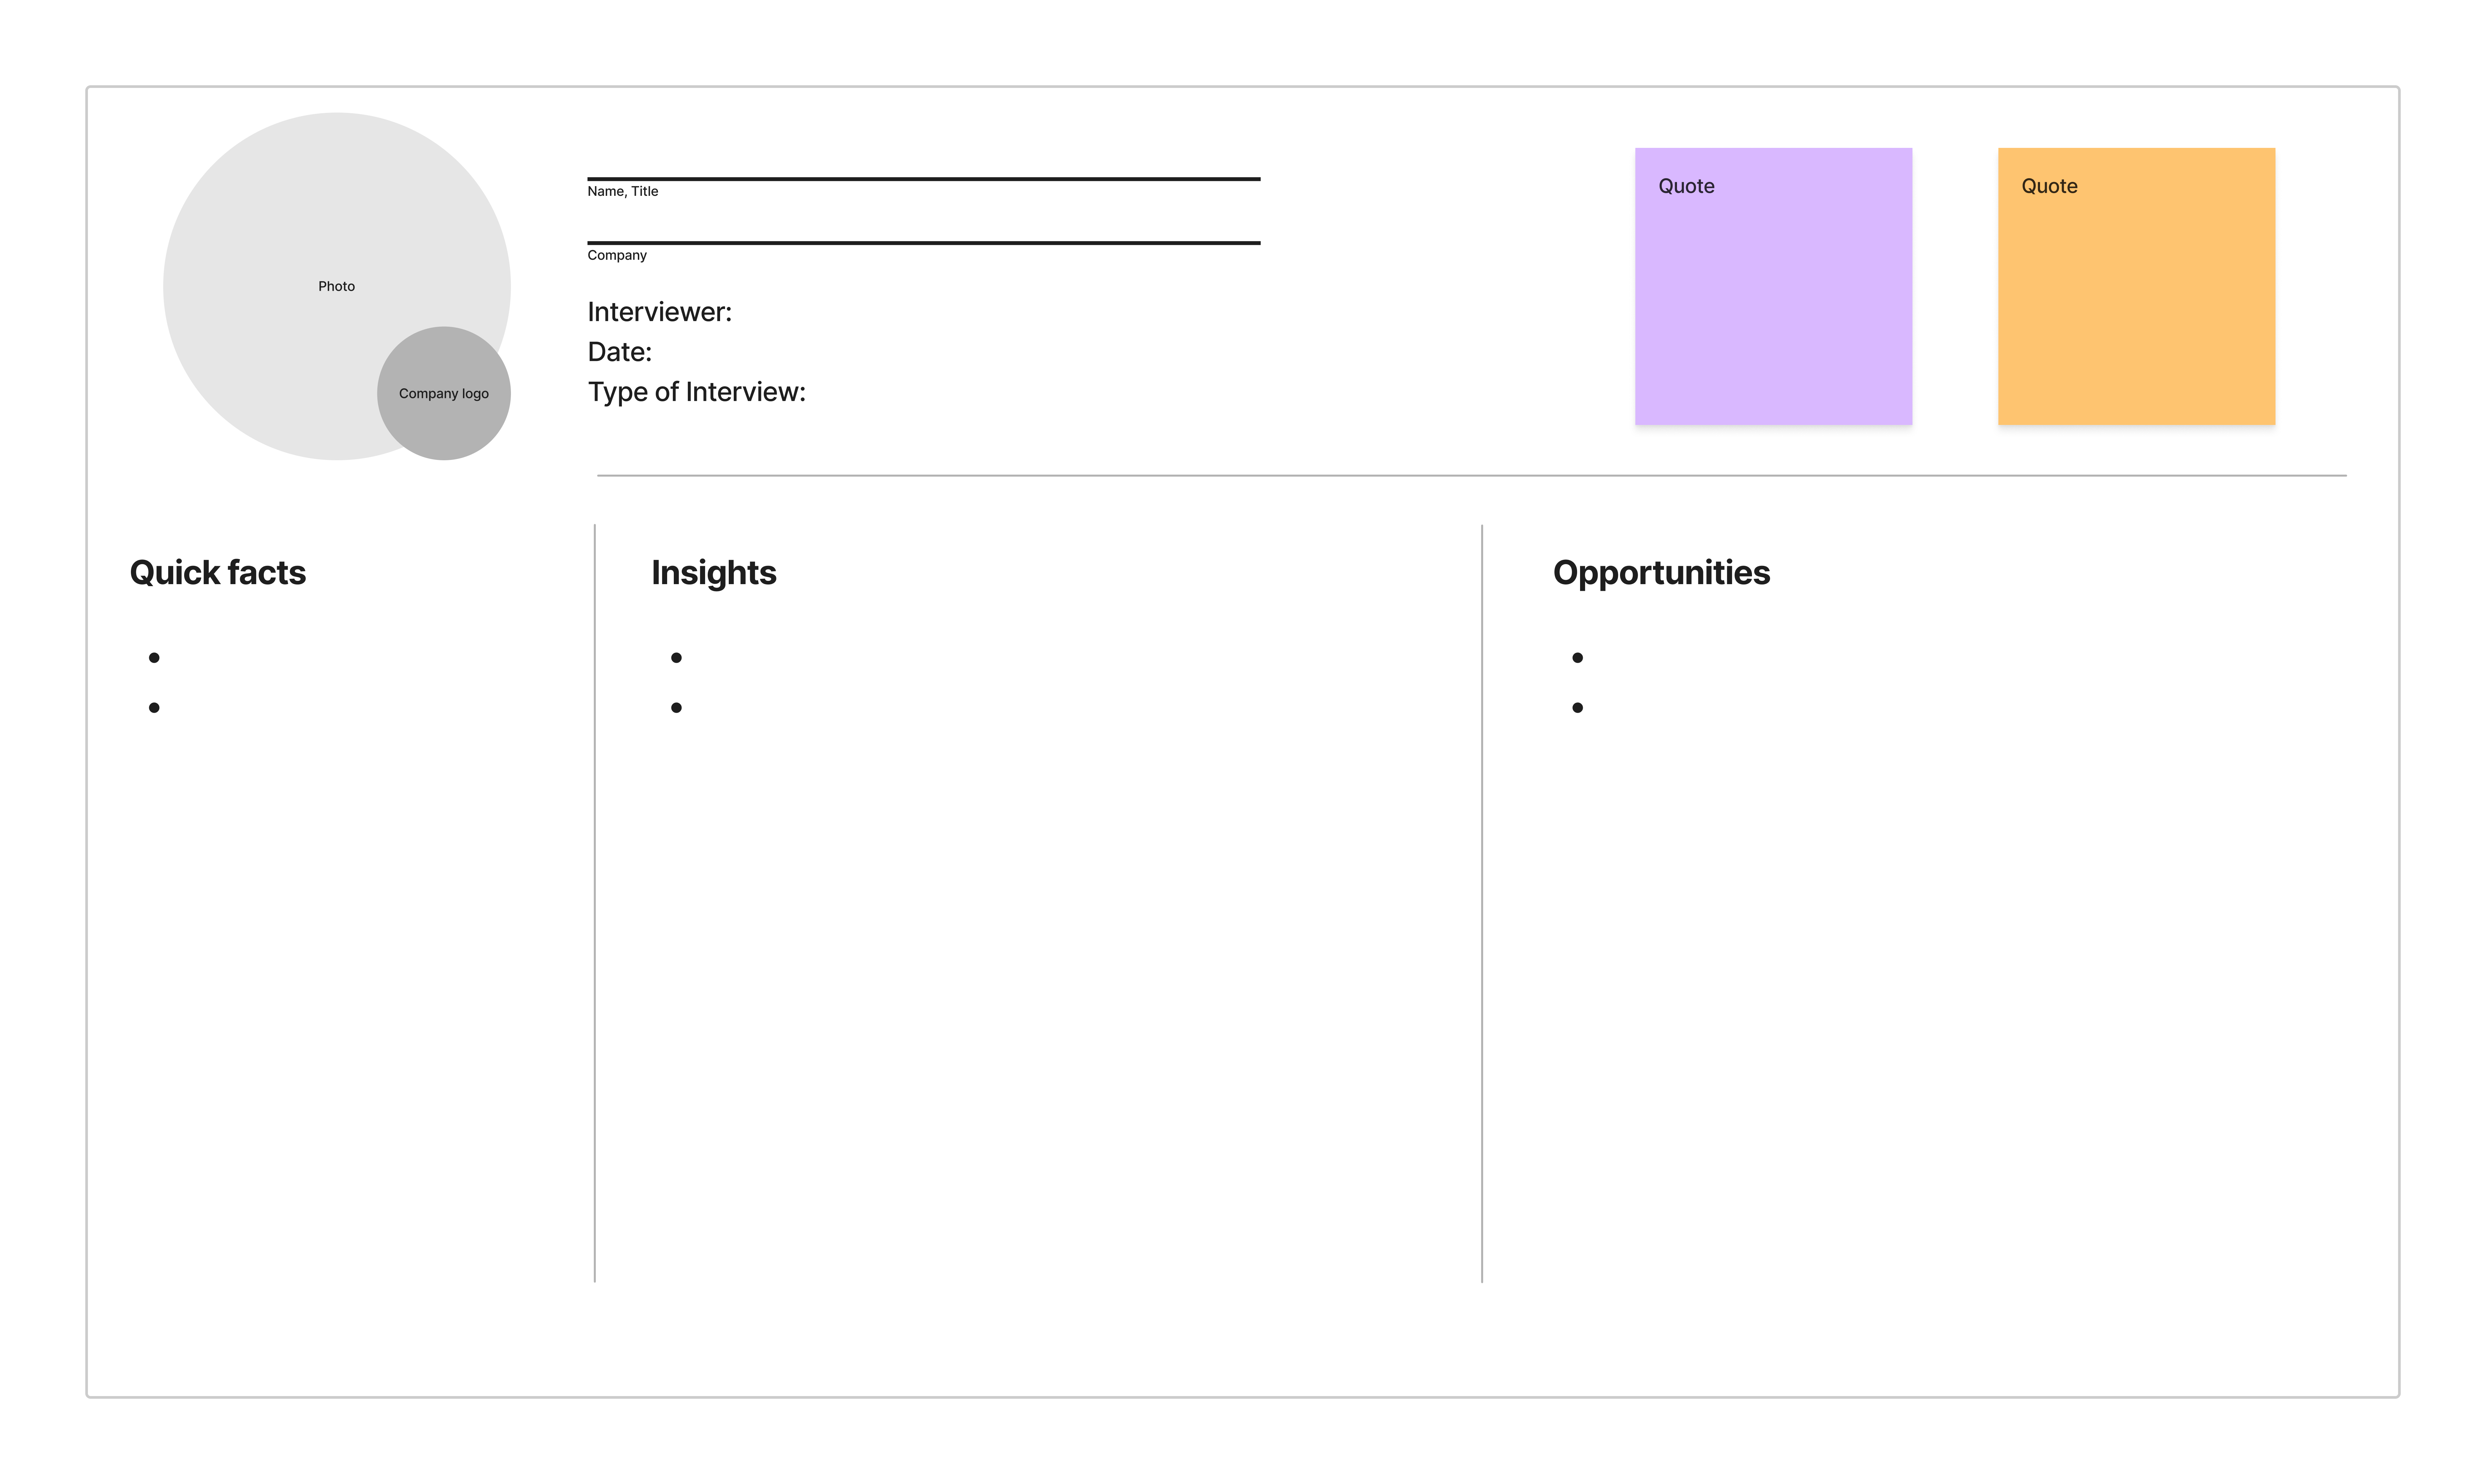 Photo
Company logo
Name, Title
Company
Interviewer:
Date:
Type of Interview:
Quote
Quote
Quick facts
Insights
Opportunities